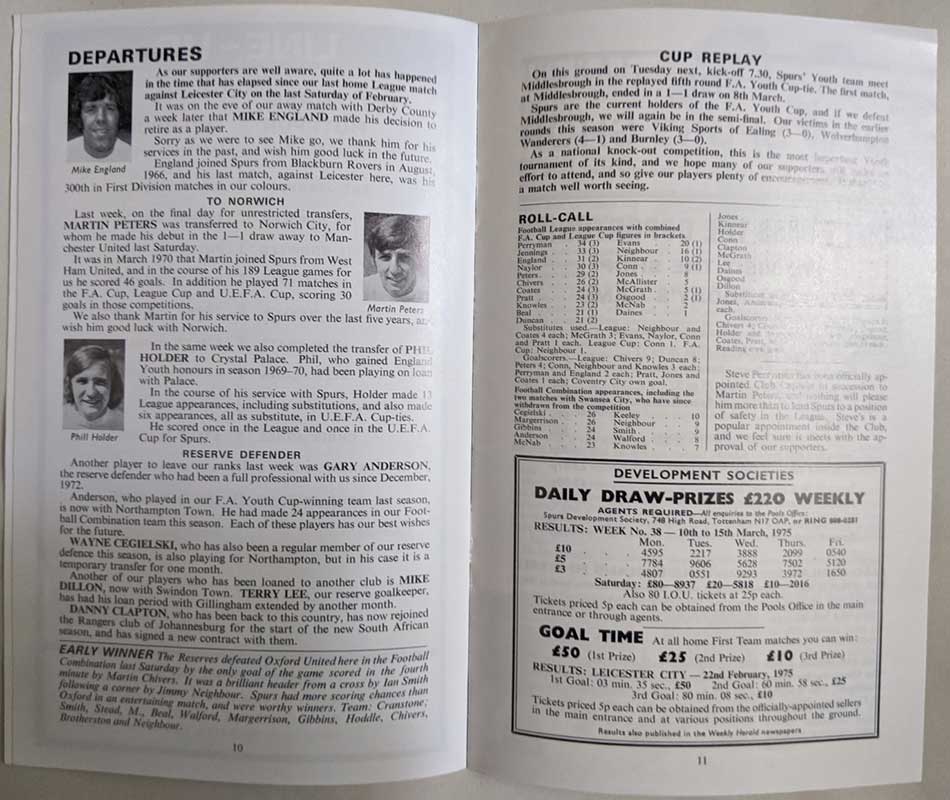 DEPARTURES
As our supporters are well aware, quite a lot has happened
in the time that has elapsed since our last home League match
against Leicester City on the last Saturday of February.
It was on the eve of our away match with Derby County
a week later that MIKE ENGLAND made his decision to
retire as a player.
Sorry as we were to see Mike go, we thank him for his
services in the past, and wish him good luck in the future.
England joined Spurs from Blackburn Rovers in August,
1966, and his last match, against Leicester here, was his
300th in First Division matches in our colours.
Mike England
TO NORWICH
Last week, on the final day for unrestricted transfers,
MARTIN PETERS was transferred to Norwich City, for
whom he made his debut in the 1—1 draw away to Man-
chester United last Saturday.
It was in March 1970 that Martin joined Spurs from West
Ham United, and in the course of his 189 League games for
us he scored 46 goals. In addition he played 71 matches in
the F.A. Cup, League Cup and U.E.F.A. Cup, scoring 30
goals in those competitions.
We also thank Martin for his service to Spurs over the last five years, and
wish him good luck with Norwich.
Martin Peters
In the same week we also completed the transfer of PHIL
HOLDER to Crystal Palace. Phil, who gained England
Youth honours in season 1969-70, had been playing on loan
with Palace.
In the course of his service with Spurs, Holder made 13
League appearances, including substitutions, and also made
six appearances, all as substitute, in U.E.F.A. Cup-ties.
He scored once in the League and once in the U.E.F.A.
Cup for Spurs.
Phill Holder
RESERVE DEFENDER
Another player to leave our ranks last week was GARY ANDERSON,
the reserve defender who had been a full professional with us since December,
1972.
Anderson, who played in our F.A. Youth Cup-winning team last season,
is now with Northampton Town. He had made 24 appearances in our Foot-
ball Combination team this season. Each of these players has our best wishes
for the future.
WAYNE CEGIELSKI, who has also been a regular member of our reserve
defence this season, is also playing for Northampton, but in his case it is a
temporary transfer for one month.
Another of our players who has been loaned to another club is MIKE
DILLON, now with Swindon Town. TERRY LEE, our reserve goalkeeper,
has had his loan period with Gillingham extended by another month.
DANNY CLAPTON, who has been back to this country, has now rejoined
the Rangers club of Johannesburg for the start of the new South African
season, and has signed a new contract with them.
EARLY WINNER The Reserves defeated Oxford United here in the Football
Combination last Saturday by the only goal of the game scored in the fourth
minute by Martin Chivers. It was a brilliant header from a cross by Ian Smith
following a corner by Jimmy Neighbour. Spurs had more scoring chances than
Oxford in an entertaining match, and were worthy winners. Team: Cranstone;
Smith, Stead, M., Beal, Walford, Margerrison, Gibbins, Hoddle, Chivers,
Brotherston and Neighbour.
10
CUP REPLAY
On this ground on Tuesday next, kick-off 7.30, Spurs' Youth team meet
Middlesbrough in the replayed fifth round F.A. Youth Cup-tie. The first match,
at Middlesbrough, ended in a 1—1 draw on 8th March.
Spurs are the current holders of the F.A. Youth Cup, and if we defeat
Middlesbrough, we will again be in the semi-final. Our victims in the earlier
rounds this season were Viking Sports of Ealing (3—0), Wolverhampton
Wanderers (4—1) and Burnley (3—0).
As a national knock-out competition, this is the most important Youth
tournament of its kind, and we hope many of our supporters will make an
effort to attend, and so give our players plenty of encouragement.
a match well worth seeing.
ROLL-CALL
Football League appearances with combined
F.A. Cup and League Cup figures in brackets
Perryman . 34 (3) Evans . 20 (1)
Jennings . 33 (3) Neighbour . 16 (1)
England . 31 (2) Kinnear . 10 (2)
Naylor . 30 (3) Conn . 9 (1)
Peters . 29 (2) Jones . 8
Chivers . 26 (2) McAllister 5
Coates . 24 (3) McGrath . 5 (1)
Pratt . 24 (3) Osgood . 2 (1)
Knowles . 23 (2) McNab . 2
Beal . 21 (1) Daines . 1
Duncan . 21 (2)
Substitutes used.—League: Neighbour and
Coates 4 each; McGrath 3; Evans, Naylor, Conn
and Pratt 1 each. League Cup: Conn 1. F.A.
Cup: Neighbour 1.
Goalscorers.—League: Chivers 9; Duncan 8;
Peters 4; Conn, Neighbour and Knowles 3 each;
Perryman and England 2 each; Pratt, Jones and
Coates 1 each; Coventry City own goal.
Football Combination appearances, including the
two matches with Swansea City, who have since
withdrawn from the competition
Cegielski . 26 Keeley . 10
Margerrison . 26 Neighbour . 9
Gibbins . 24 Smith . 9
Anderson . 24 Walford . 8
McNab . 23 Knowles . 7
Jones
Kinnear
Holder
Conn
Clapton
McGrath
Lee
Daines
Osgood
Dillon
Substitutes
Jones,
each.
Goalscorers
Chivers 4;
Holder and
Coates, Pratt,
Reading own goal.
Steve Perryman has been officially ap-
pointed Club Captain in succession to
Martin Peters, and nothing will please
him more than to lead Spurs to a position
of safety in the League. Steve's is a
popular appointment inside the Club,
and we feel sure it meets with the ap-
proval of our supporters.
DEVELOPMENT SOCIETIES
DAILY DRAW-PRIZES £220 WEEKLY
AGENTS REQUIRED—All enquiries to the Pools Office:
Spurs Development Society, 748 High Road, Tottenham N17 OAP, or RING 808-0281
RESULTS: WEEK No. 38 — 10th to 15th March, 1975
Mon. Tues. Wed. Thurs. Fri.
£10 . . 4595 2217 3888 2099 0540
£5 . . 7784 9606 5628 7502 5120
£3 . . 4807 0551 9293 3972 1650
Saturday: £80—8937 £20—5818 £10—2016
Also 80 I.O.U. tickets at 25p each.
Tickets priced 5p each can be obtained from the Pools Office in the main
entrance or through agents.
GOAL TIME At all home First Team matches you can win:
£50 (1st Prize) £25 (2nd Prize) £10 (3rd Prize)
RESULTS: LEICESTER CITY — 22nd February, 1975
1st Goal: 03 min. 35 sec., £50 2nd Goal: 60 min. 58 sec., £25
3rd Goal: 80 min. 08 sec., £10
Tickets priced 5p each can be obtained from the officially-appointed sellers
in the main entrance and at various positions throughout the ground.
Results also published in the Weekly Herald newspapers
11